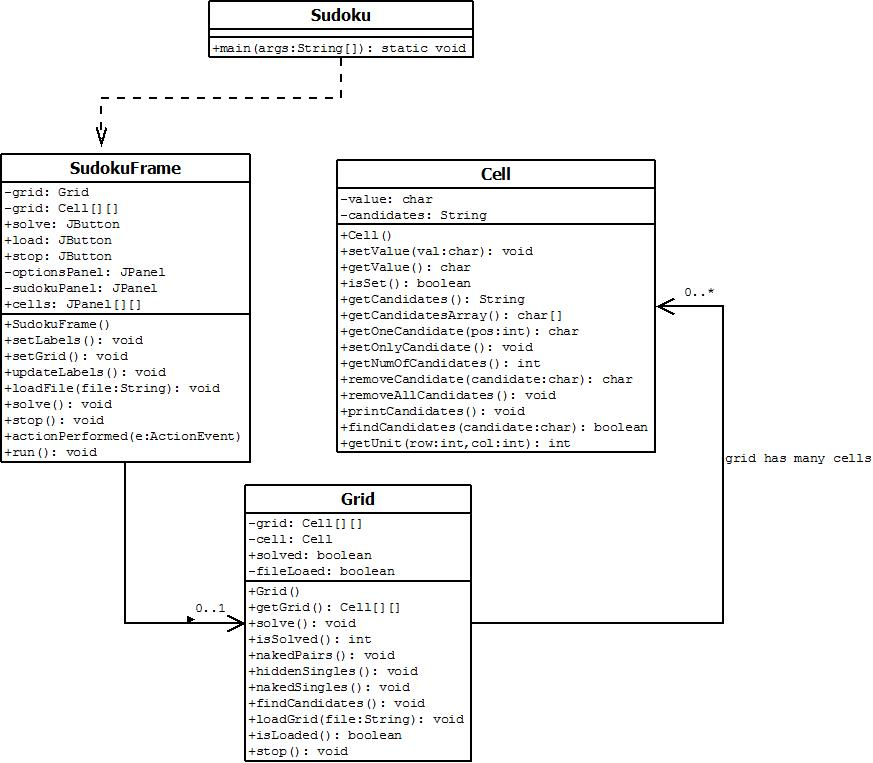 Sudoku
+main(args:String[]): static void
SudokuFrame
-grid: Grid
-grid: Cell[][]
+solve: JButton
+load: JButton
+stop: JButton
-optionsPanel: JPanel
-sudokuPanel: JPanel
+cells: JPanel[][]
+SudokuFrame()
+setLabels(): void
+setGrid(): void
+updateLabels(): void
+loadFile(file:String): void
+solve(): void
+stop(): void
+actionPerformed(e:ActionEvent)
+run(): void
Cell
-value: char
-candidates: String
+Cell()
+setValue(val:char): void
+getValue(): char
+isSet(): boolean
+getCandidates(): String
+getCandidatesArray(): char[]
+getOneCandidate(pos:int): char
+setOnlyCandidate(): void
+getNumOfCandidates(): int
+removeCandidate(candidate:char): char
+removeAllCandidates(): void
+printCandidates(): void
+findCandidates(candidate:char): boolean
+getUnit(row:int,col:int): int
0..*
grid has many cells
0..1
Grid
-grid: Cell[][]
-cell: Cell
+solved: boolean
-fileLoaed: boolean
+Grid()
+getGrid(): Cell[][]
+solve(): void
+isSolved(): int
+nakedPairs(): void
+hiddenSingles(): void
+nakedSingles(): void
+findCandidates(): void
+loadGrid(file:String): void
+isLoaded(): boolean
+stop(): void